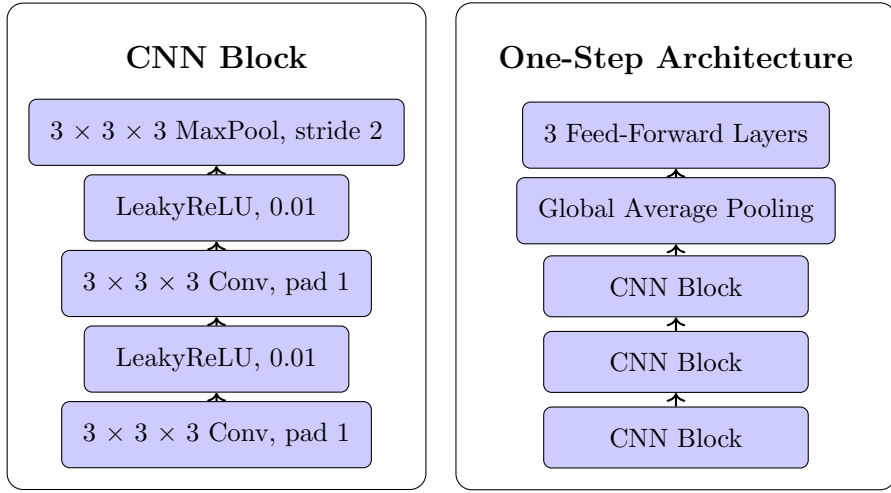 CNN Block
3 × 3 × 3 MaxPool, stride 2
LeakyReLU, 0.01
3 × 3 × 3 Conv, pad 1
LeakyReLU, 0.01
3 × 3 × 3 Conv, pad 1
One-Step Architecture
3 Feed-Forward Layers
Global Average Pooling
CNN Block
CNN Block
CNN Block